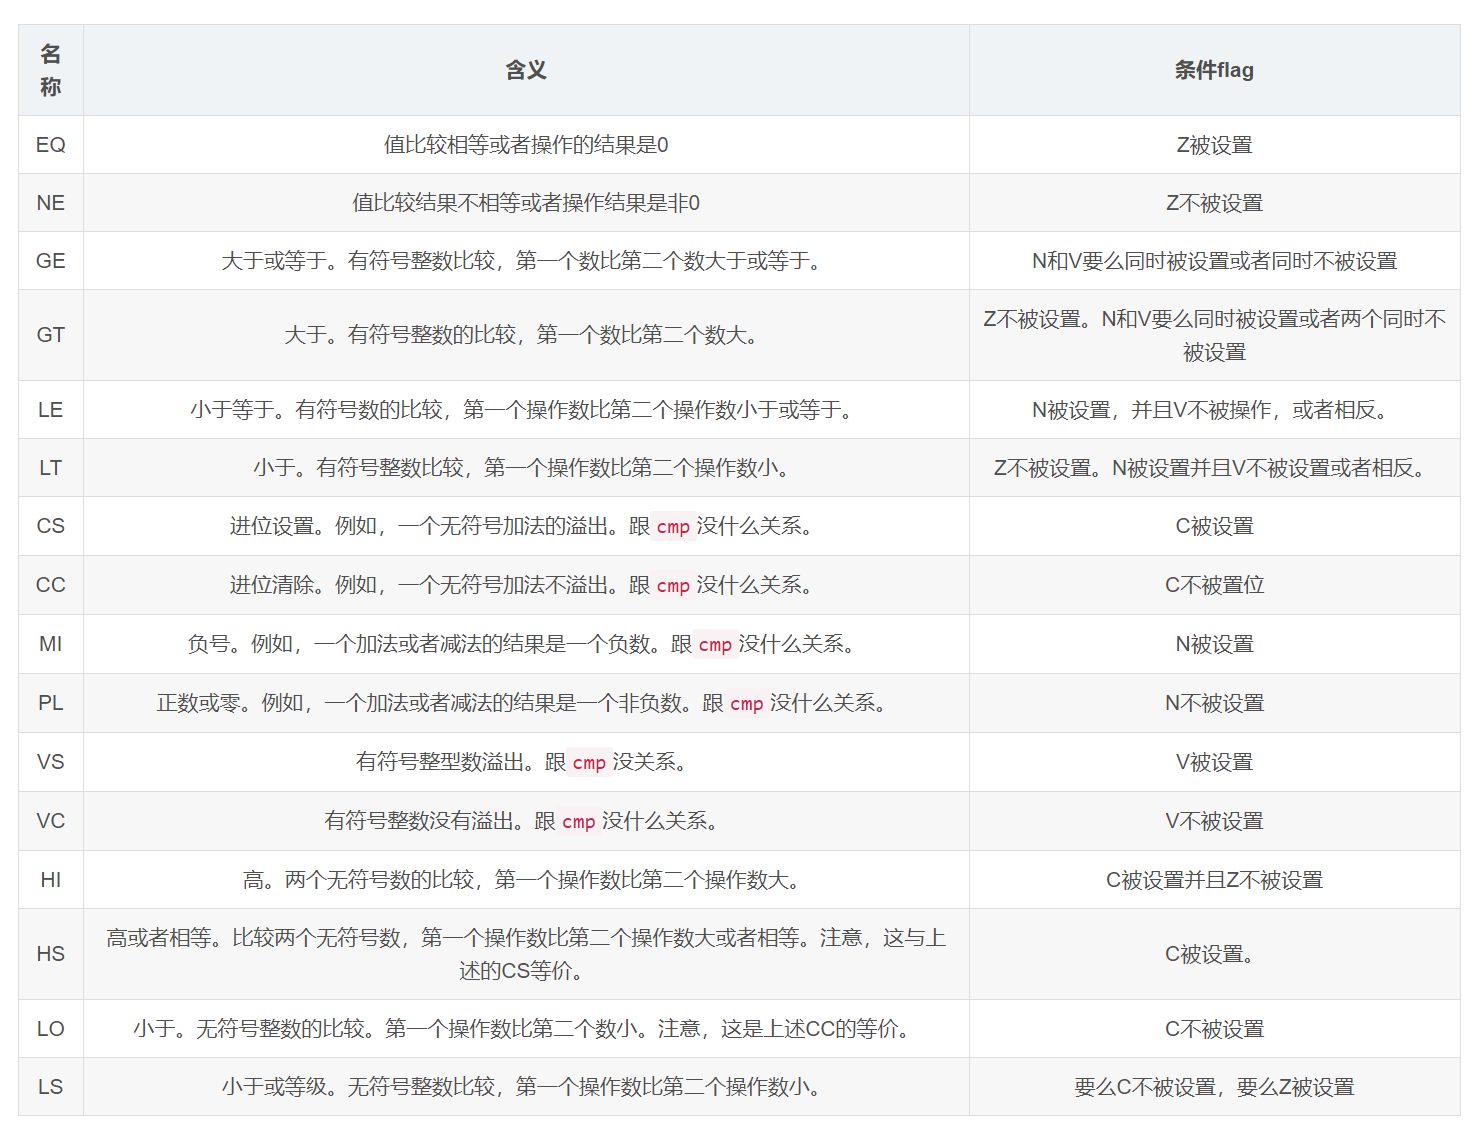 名
称
含义
条件flag
EQ
值比较相等或者操作的结果是0
Z被设置
NE
值比较结果不相等或者操作结果是非0
Z不被设置
GE
大于或等于。有符号整数比较，第一个数比第二个数大于或等于。
N和V要么同时被设置或者同时不被设置
GT
大于。有符号整数的比较，第一个数比第二个数大。
Z不被设置。N和V要么同时被设置或者两个同时不
被设置
LE
小于等于。有符号数的比较，第一个操作数比第二个操作数小于或等于。
N被设置，并且V不被操作，或者相反。
LT
小于。有符号整数比较，第一个操作数比第二个操作数小。
Z不被设置。N被设置并且V不被设置或者相反。
CS
进位设置。例如，一个无符号加法的溢出。跟 cmp 没什么关系。
C被设置
CC
进位清除。例如，一个无符号加法不溢出。跟 cmp 没什么关系。
C不被置位
MI
负号。例如，一个加法或者减法的结果是一个负数。跟 cmp 没什么关系。
N被设置
PL
正数或零。例如，一个加法或者减法的结果是一个非负数。跟 cmp 没什么关系。
N不被设置
VS
有符号整型数溢出。跟 cmp 没关系。
V被设置
VC
有符号整数没有溢出。跟 cmp 没什么关系。
V不被设置
HI
高。两个无符号数的比较，第一个操作数比第二个操作数大。
C被设置并且Z不被设置
HS
高或者相等。比较两个无符号数，第一个操作数比第二个操作数大或者相等。注意，这与上
述的CS等价。
C被设置。
LO
小于。无符号整数的比较。第一个操作数比第二个数小。注意，这是上述CC的等价。
C不被设置
LS
小于或等级。无符号整数比较，第一个操作数比第二个操作数小。
要么C不被设置，要么Z被设置